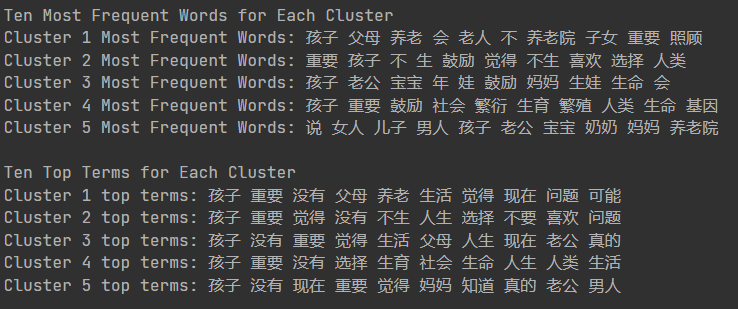 Ten Most Frequent Words for Each Cluster
Cluster 1 Most Frequent Words: 孩子 父母 养老 会 老人 不 养老院 子女 重要 照顾
Cluster 2 Most Frequent Words: 重要 孩子 不 生 鼓励 觉得 不生 喜欢 选择 人类
Cluster 3 Most Frequent Words: 孩子 老公 宝宝 年 娃 鼓励 妈妈 生娃 生命 会
Cluster 4 Most Frequent Words: 孩子 重要 鼓励 社会 繁衍 生育 繁殖 人类 生命 基因
Cluster 5 Most Frequent Words: 说 女人 儿子 男人 孩子 老公 宝宝 奶奶 妈妈 养老院
Ten Top Terms for Each Cluster
Cluster 1 top terms: 孩子 重要 没有 父母 养老 生活 觉得 现在 问题 可能
Cluster 2 top terms: 孩子 重要 觉得 没有 不生 人生 选择 不要 喜欢 问题
Cluster 3 top terms: 孩子 没有 重要 觉得 生活 父母 人生 现在 老公 真的
Cluster 4 top terms: 孩子 重要 没有 选择 生育 社会 生命 人生 人类 生活
Cluster 5 top terms: 孩子 没有 现在 重要 觉得 妈妈 知道 真的 老公 男人